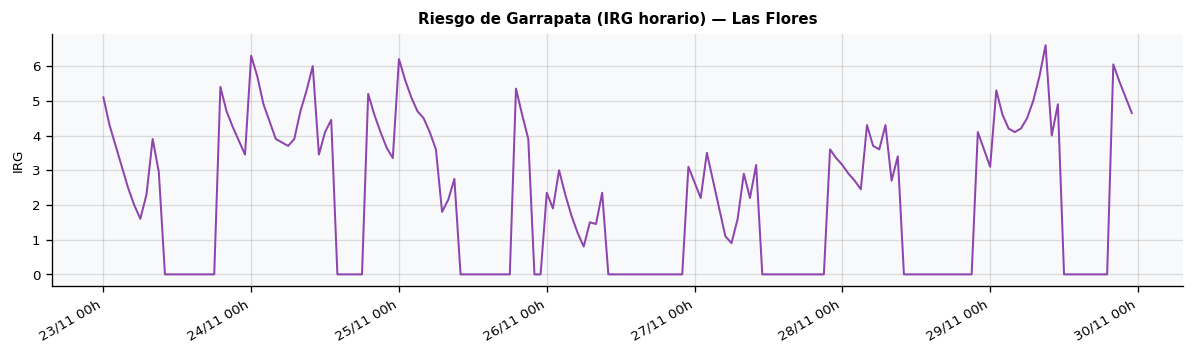 Riesgo de Garrapata (IRG horario) — Las Flores
IRG
6
5
4
3
2
1
0
23/11 00h
24/11 00h
25/11 00h
26/11 00h
27/11 00h
28/11 00h
29/11 00h
30/11 00h